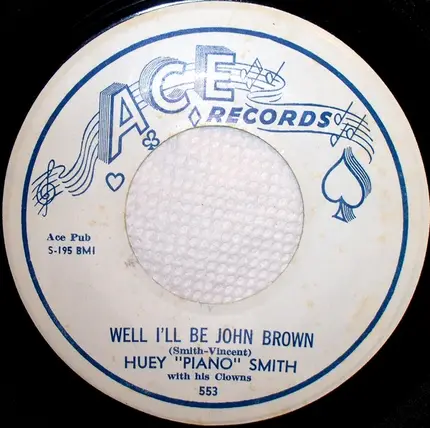 ACE
RECORDS
Ace Pub
S-195 BMI
WELL I'LL BE JOHN BROWN
(Smith-Vincent)
HUEY "PIANO" SMITH
with his Clowns
553